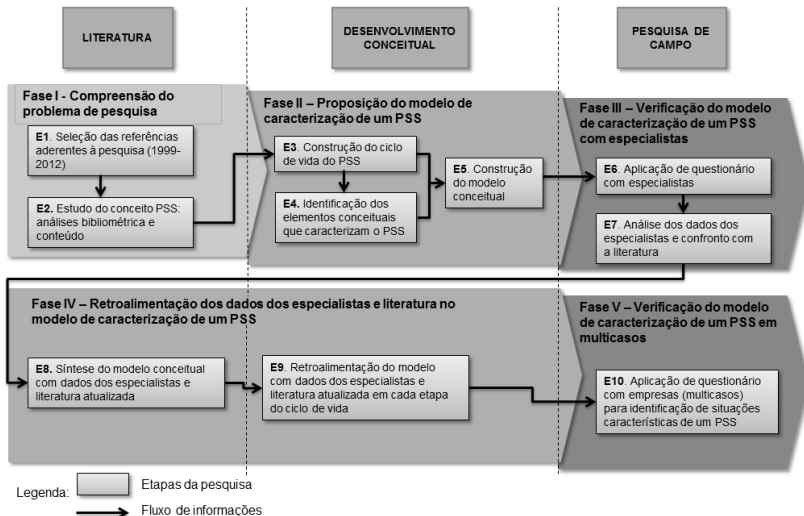 LITERATURA
DESENVOLVIMENTO
CONCEITUAL
PESQUISA DE
CAMPO
Fase I - Compreensão do
problema de pesquisa
E1. Seleção das referências
aderentes à pesquisa (1999-
2012)
E2. Estudo do conceito PSS:
análises bibliométrica e
conteúdo
Fase II – Proposição do modelo de
caracterização de um PSS
E3. Construção do ciclo
de vida do PSS
E4. Identificação dos
elementos conceituais
que caracterizam o PSS
E5. Construção
do modelo
conceitual
Fase III – Verificação do modelo
de caracterização de um PSS
com especialistas
E6. Aplicação de questionário
com especialistas
E7. Análise dos dados dos
especialistas e confronto com
a literatura
Fase IV – Retroalimentação dos dados dos especialistas e literatura no
modelo de caracterização de um PSS
E8. Síntese do modelo conceitual
com dados dos especialistas e
literatura atualizada
E9. Retroalimentação do modelo
com dados dos especialistas e
literatura atualizada em cada etapa
do ciclo de vida
Fase V – Verificação do modelo
de caracterização de um PSS em
multicasos
E10. Aplicação de questionário
com empresas (multicasos)
para identificação de situações
características de um PSS
Legenda:
Etapas da pesquisa
Fluxo de informações